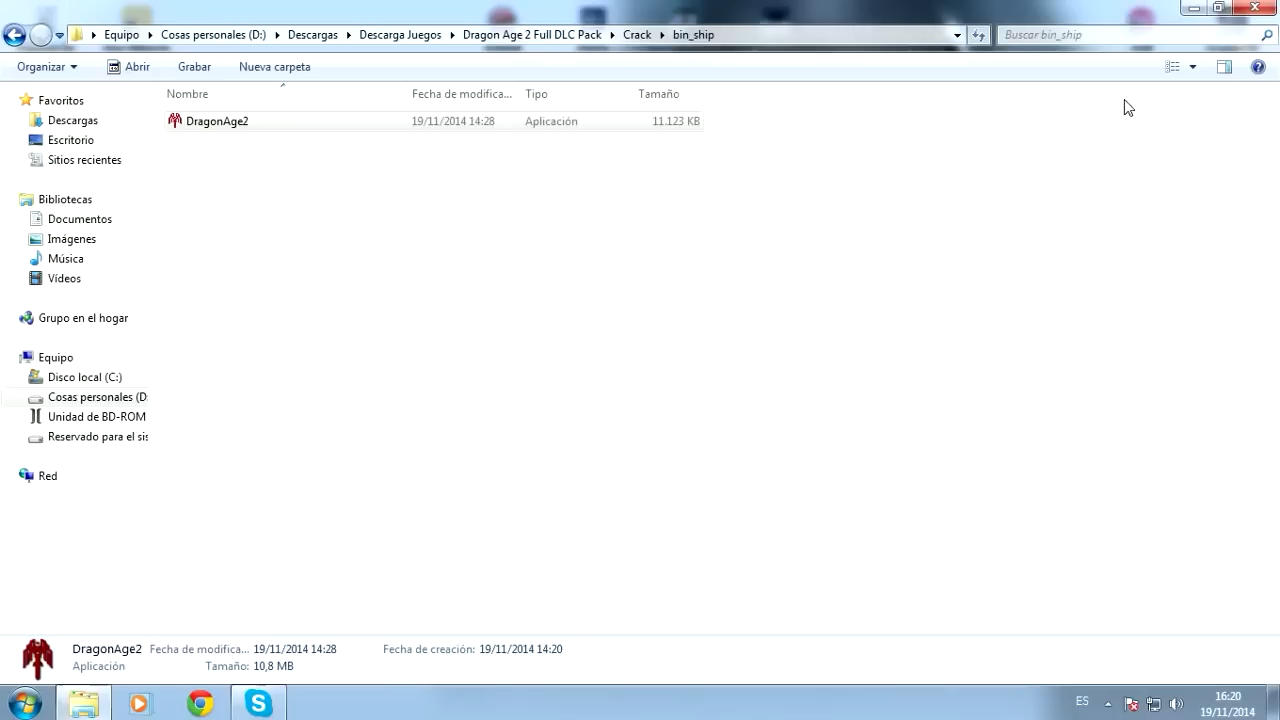 Equipo Cosas personales (D:) Descargas Descarga Juegos Dragon Age 2 Full DLC Pack Crack bin_ship Buscar bin_ship
Organizar Abrir Grabar Nueva carpeta
Nombre Fecha de modifica... Tipo Tamaño
DragonAge2 19/11/2014 14:28 Aplicación 11.123 KB
Favoritos
Descargas
Escritorio
Sitios recientes
Bibliotecas
Documentos
Imágenes
Música
Vídeos
Grupo en el hogar
Equipo
Disco local (C:)
Cosas personales (D:
Unidad de BD-ROM
Reservado para el sis
Red
DragonAge2 Fecha de modifica... 19/11/2014 14:28 Fecha de creación: 19/11/2014 14:20
Aplicación Tamaño: 10,8 MB
ES 16:20
19/11/2014